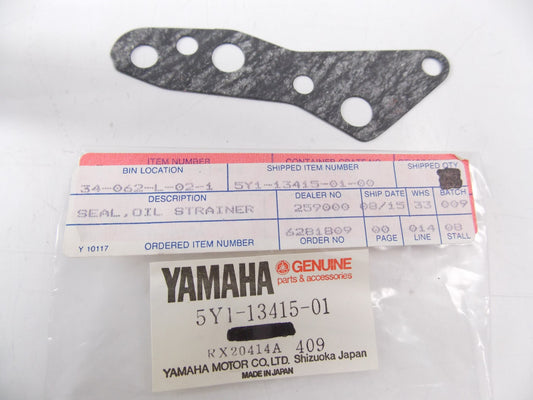 ITEM NUMBER
BIN LOCATION SHIPPED ITEM NUMBER SHIPPED QTY
34-062-L-02-1 5Y1-13415-01-00
DESCRIPTION DEALER NO SHIP DATE WHS BATCH
SEAL,OIL STRAINER 259000 08/15 33 009
6281809 00 014 08
Y 10117 ORDERED ITEM NUMBER ORDER NO PAGE LINE STALL
YAMAHA GENUINE
parts & accessories
5Y1-13415-01
RX20414A 409
YAMAHA MOTOR CO., LTD. Shizuoka Japan
MADE IN JAPAN